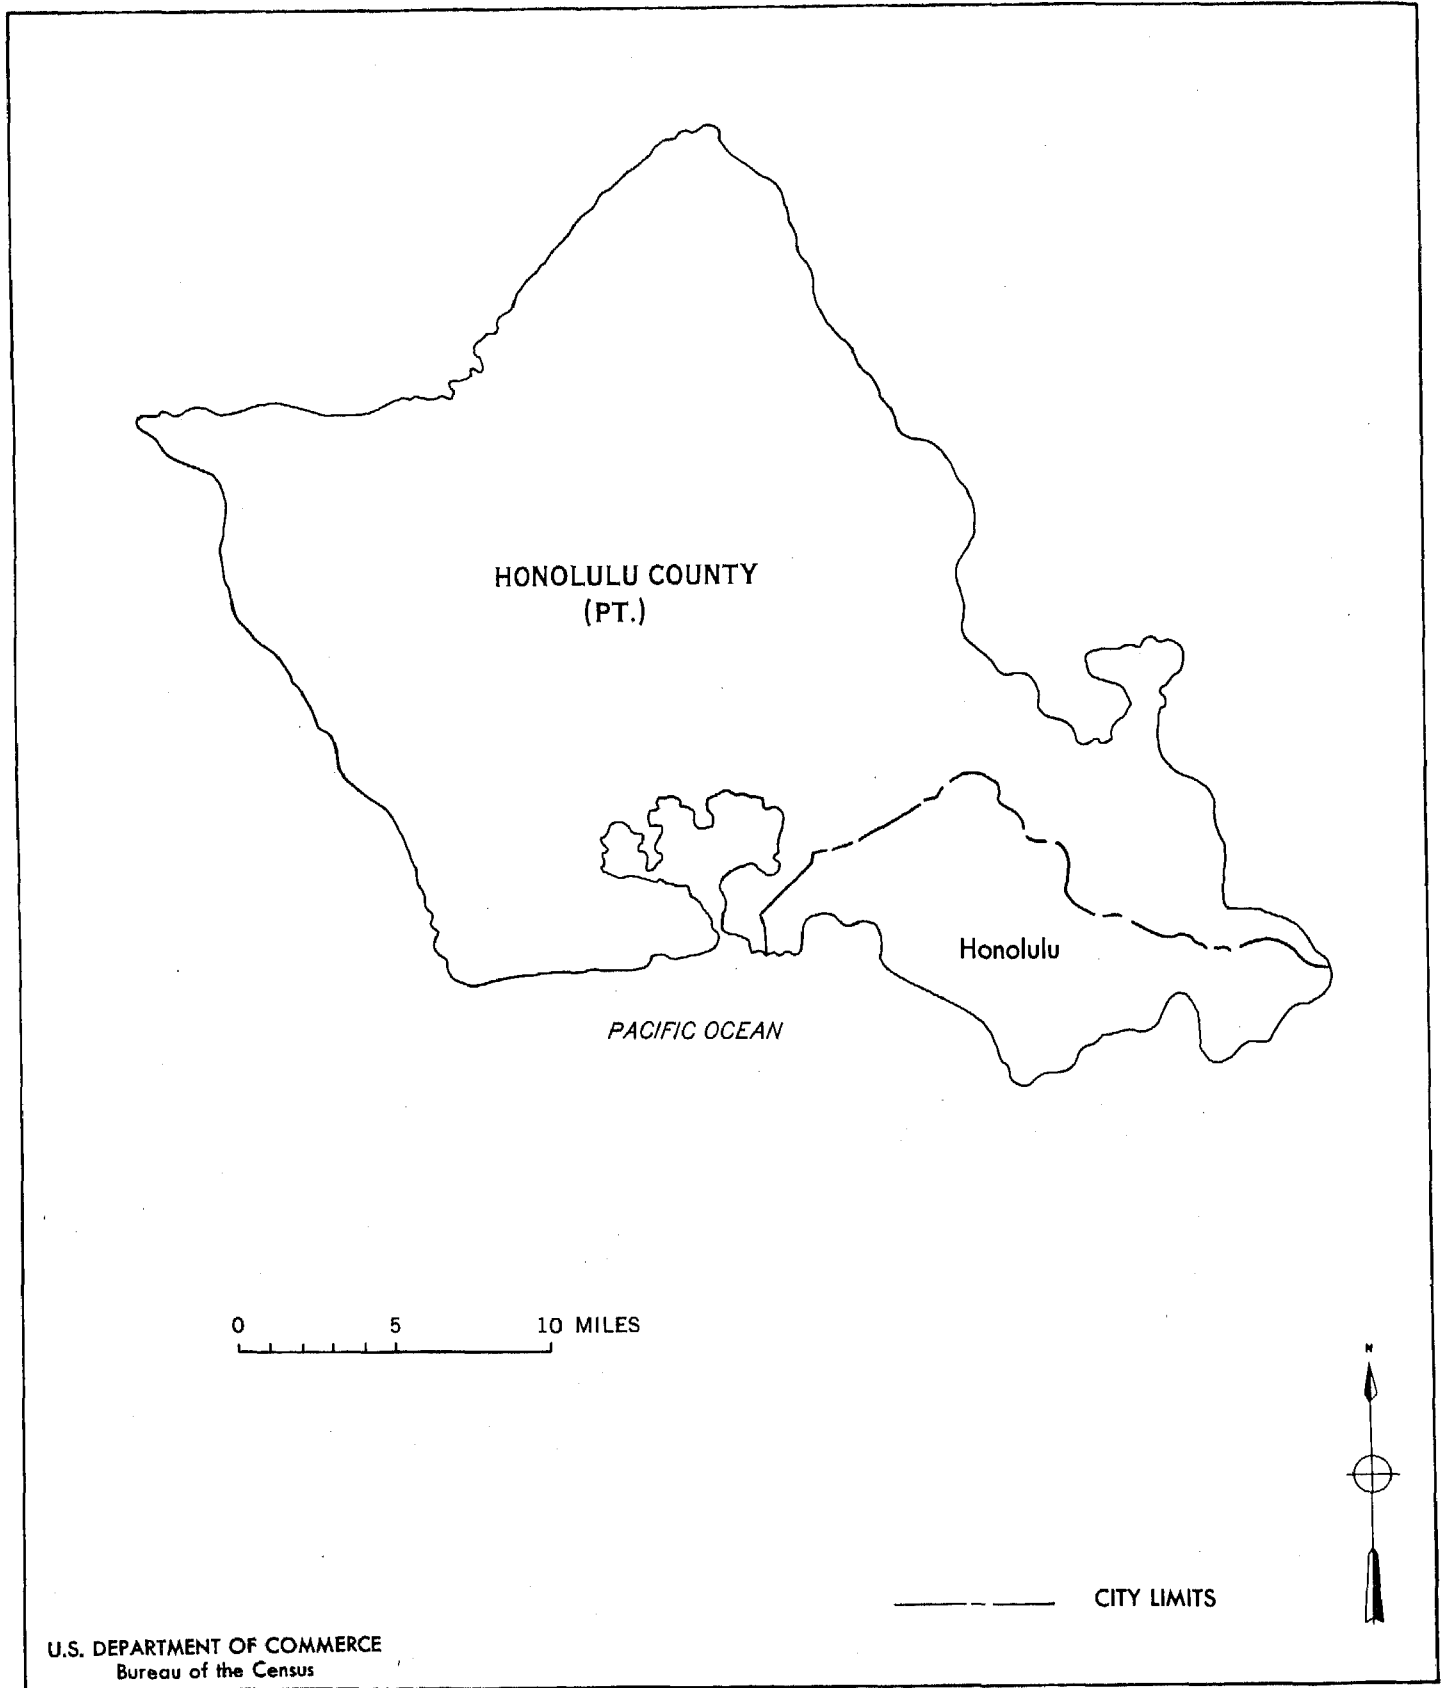 HONOLULU COUNTY
(PT.)
Honolulu
PACIFIC OCEAN
0 5 10 MILES
N
CITY LIMITS
U.S. DEPARTMENT OF COMMERCE
Bureau of the Census